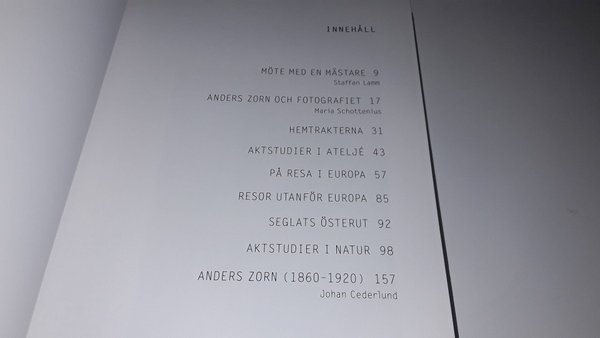 INNEHÅLL
MÖTE MED EN MÄSTARE 9
Staffan Lamm
ANDERS ZORN OCH FOTOGRAFIET 17
Maria Schottenius
HEMTRAKTERNA 31
AKTSTUDIER I ATELJÉ 43
PÅ RESA I EUROPA 57
RESOR UTANFÖR EUROPA 85
SEGLATS ÖSTERUT 92
AKTSTUDIER I NATUR 98
ANDERS ZORN (1860-1920) 157
Johan Cederlund